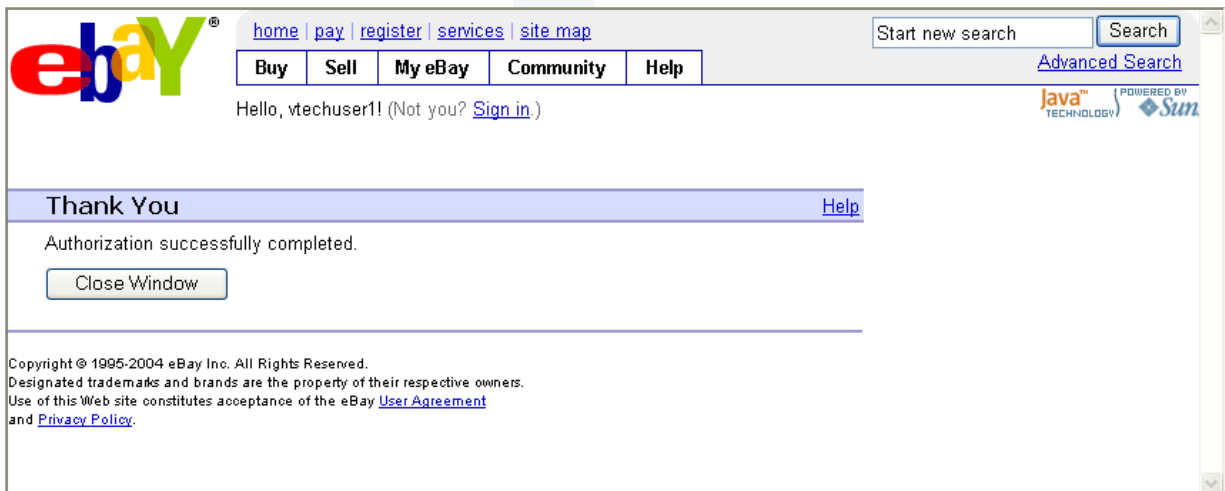 ebaY®
home | pay | register | services | site map
Start new search
Search
Buy
Sell
My eBay
Community
Help
Advanced Search
Hello, vtechuser1! (Not you? Sign in.)
Java™ TECHNOLOGY
POWERED BY Sun
Thank You
Help
Authorization successfully completed.
Close Window
Copyright © 1995-2004 eBay Inc. All Rights Reserved.
Designated trademarks and brands are the property of their respective owners.
Use of this Web site constitutes acceptance of the eBay User Agreement
and Privacy Policy.